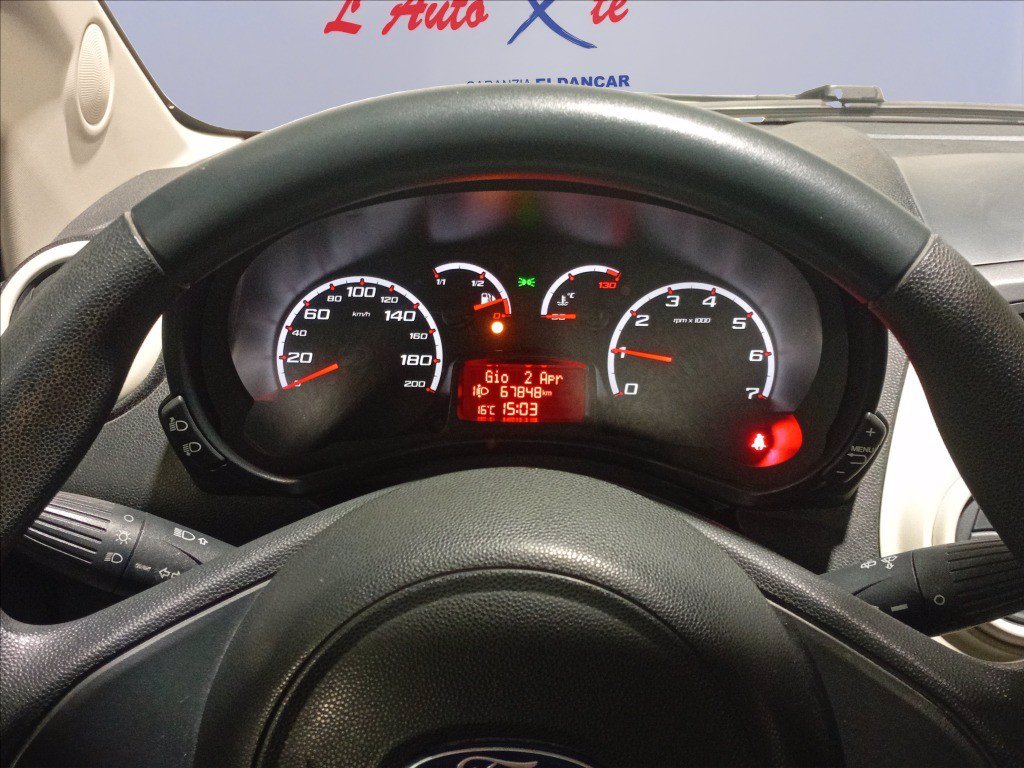 L'Auto X te
GARANZIA ELDANCAR
20 40 60 80 100 120 140 160 180 200
km/h
1/1 1/2 0
130
°C
0 1 2 3 4 5 6 7
rpm x 1000
Gio 2 Apr
67848km
16°C 15:03
+
MENU
-